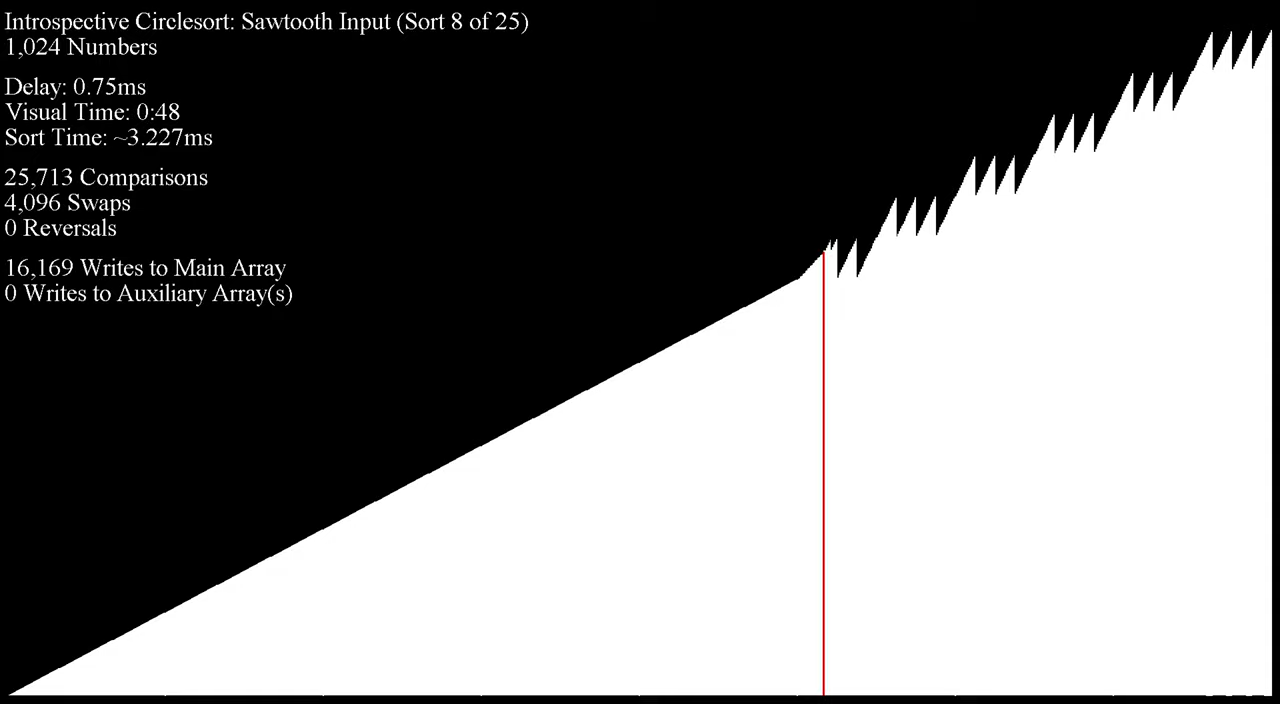 Introspective Circlesort: Sawtooth Input (Sort 8 of 25)
1,024 Numbers
Delay: 0.75ms
Visual Time: 0:48
Sort Time: ~3.227ms
25,713 Comparisons
4,096 Swaps
0 Reversals
16,169 Writes to Main Array
0 Writes to Auxiliary Array(s)